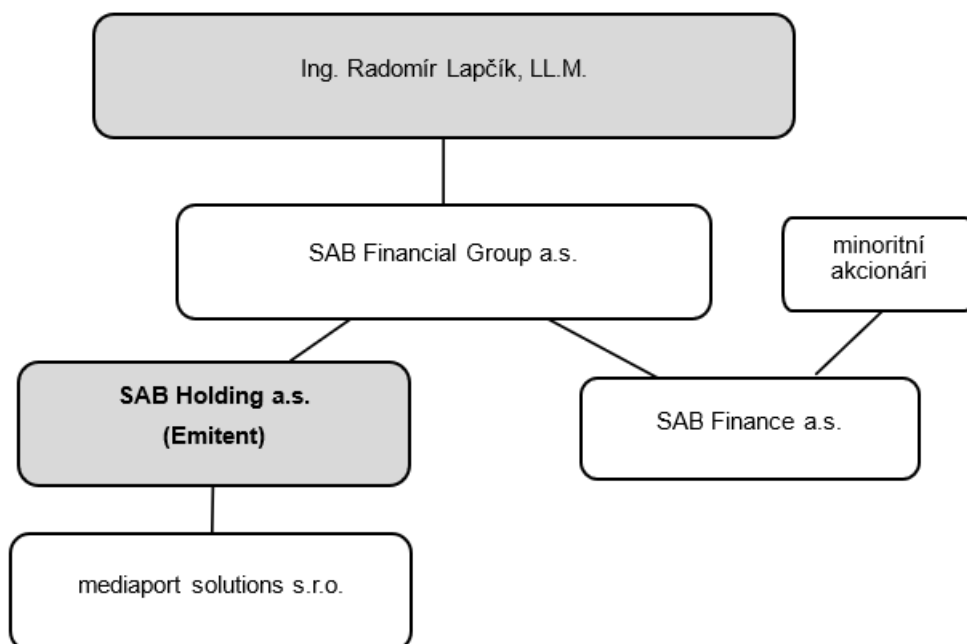 Ing. Radomír Lapčík, LL.M.
SAB Financial Group a.s.
minoritní
akcionári
SAB Holding a.s.
(Emitent)
SAB Finance a.s.
mediaport solutions s.r.o.